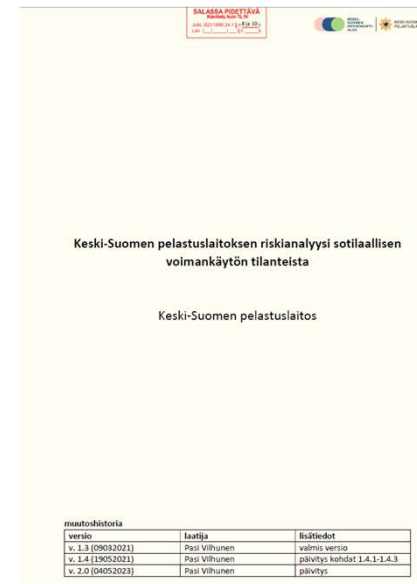 SALASSA PIDETTÄVÄ
KESKI-
SUOMEN
Keski-Suomen pelastuslaitoksen riskianalyysi sotilaallisen
voimankäytön tilanteista
Keski-Suomen pelastuslaitos
muutoshistoria
versio laatija lisätiedot
v. 1.3 (09032021) Pasi Vilhunen valmis versio
v. 1.4 (19052021) Pasi Vilhunen päivitys kohdat 1.4.1-1.4.3
v. 2.0 (04052023) Pasi Vilhunen päivitys